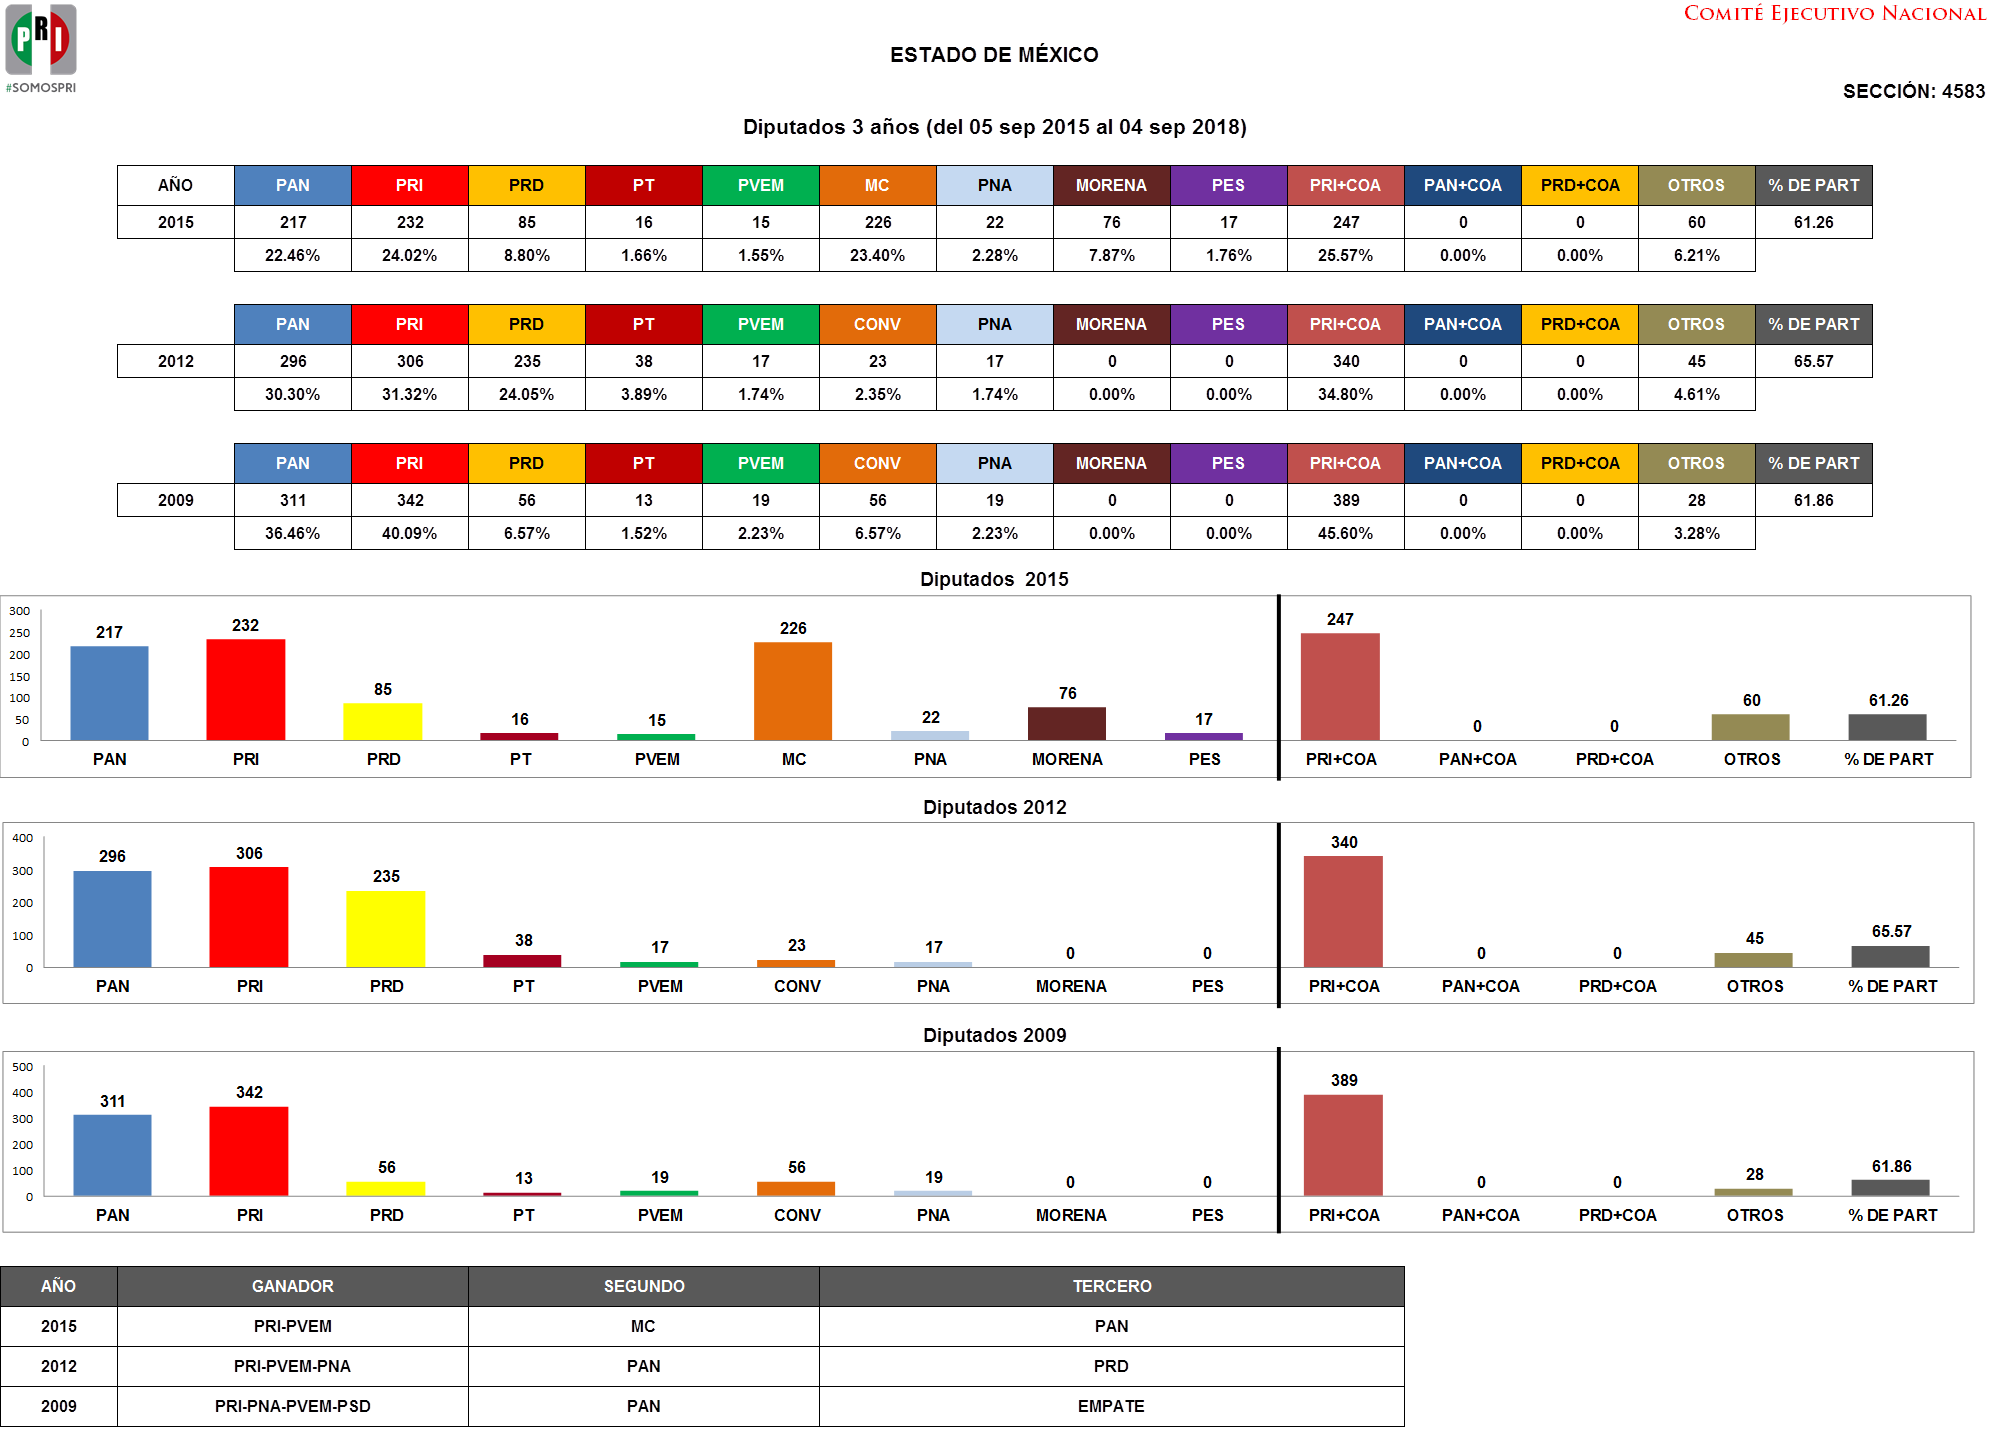 PRI
#SOMOSPRI
COMITÉ EJECUTIVO NACIONAL
ESTADO DE MÉXICO
SECCIÓN: 4583
Diputados 3 años (del 05 sep 2015 al 04 sep 2018)
AÑO PAN PRI PRD PT PVEM MC PNA MORENA PES PRI+COA PAN+COA PRD+COA OTROS % DE PART
2015 217 232 85 16 15 226 22 76 17 247 0 0 60 61.26
22.46% 24.02% 8.80% 1.66% 1.55% 23.40% 2.28% 7.87% 1.76% 25.57% 0.00% 0.00% 6.21%
PAN PRI PRD PT PVEM CONV PNA MORENA PES PRI+COA PAN+COA PRD+COA OTROS % DE PART
2012 296 306 235 38 17 23 17 0 0 340 0 0 45 65.57
30.30% 31.32% 24.05% 3.89% 1.74% 2.35% 1.74% 0.00% 0.00% 34.80% 0.00% 0.00% 4.61%
PAN PRI PRD PT PVEM CONV PNA MORENA PES PRI+COA PAN+COA PRD+COA OTROS % DE PART
2009 311 342 56 13 19 56 19 0 0 389 0 0 28 61.86
36.46% 40.09% 6.57% 1.52% 2.23% 6.57% 2.23% 0.00% 0.00% 45.60% 0.00% 0.00% 3.28%
Diputados 2015
300
250
200
150
100
50
0
217 232 85 16 15 226 22 76 17 247 0 0 60 61.26
PAN PRI PRD PT PVEM MC PNA MORENA PES PRI+COA PAN+COA PRD+COA OTROS % DE PART
Diputados 2012
400
300
200
100
0
296 306 235 38 17 23 17 0 0 340 0 0 45 65.57
PAN PRI PRD PT PVEM CONV PNA MORENA PES PRI+COA PAN+COA PRD+COA OTROS % DE PART
Diputados 2009
500
400
300
200
100
0
311 342 56 13 19 56 19 0 0 389 0 0 28 61.86
PAN PRI PRD PT PVEM CONV PNA MORENA PES PRI+COA PAN+COA PRD+COA OTROS % DE PART
AÑO GANADOR SEGUNDO TERCERO
2015 PRI-PVEM MC PAN
2012 PRI-PVEM-PNA PAN PRD
2009 PRI-PNA-PVEM-PSD PAN EMPATE